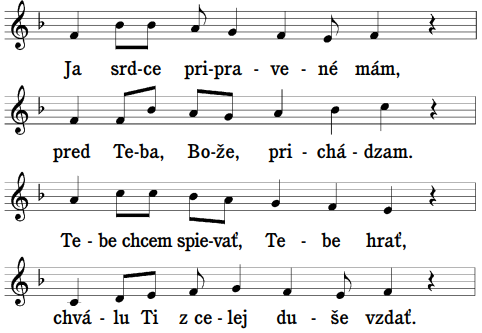 Ja srd-ce pri-pra - ve - né mám,
pred Te-ba, Bo-že, pri - chá - dzam.
Te - be chcem spie-vať, Te - be hrať,
chvá - lu Ti z ce - lej du - še vzdať.